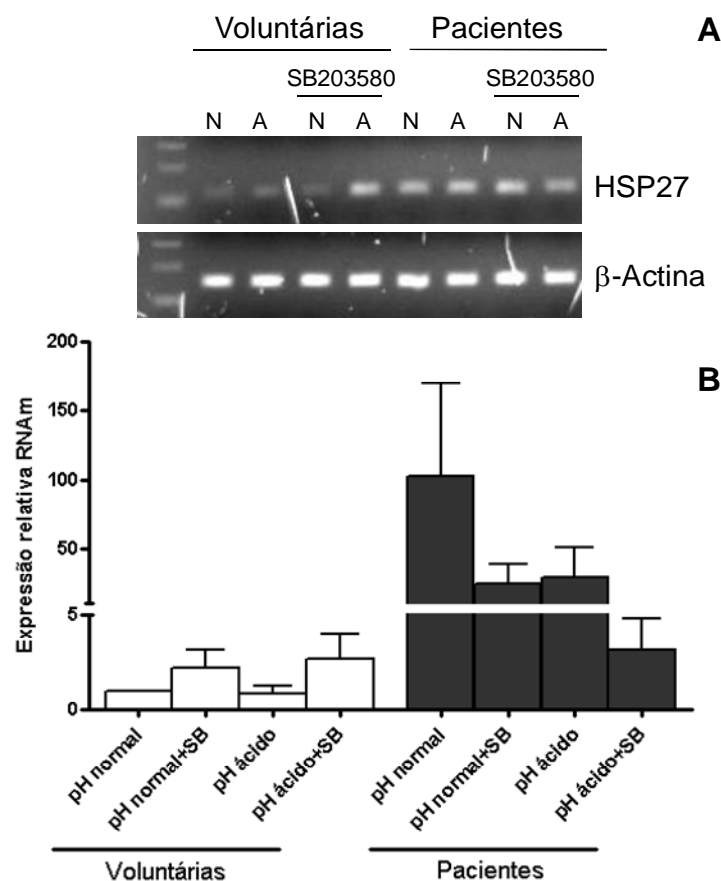 Voluntárias Pacientes A
SB203580 SB203580
N A N A N A N A
HSP27
β-Actina
B
Expressão relativa RNAm
200
150
100
50
5
0
pH normal
pH normal+SB
pH ácido
pH ácido+SB
pH normal
pH normal+SB
pH ácido
pH ácido+SB
Voluntárias Pacientes